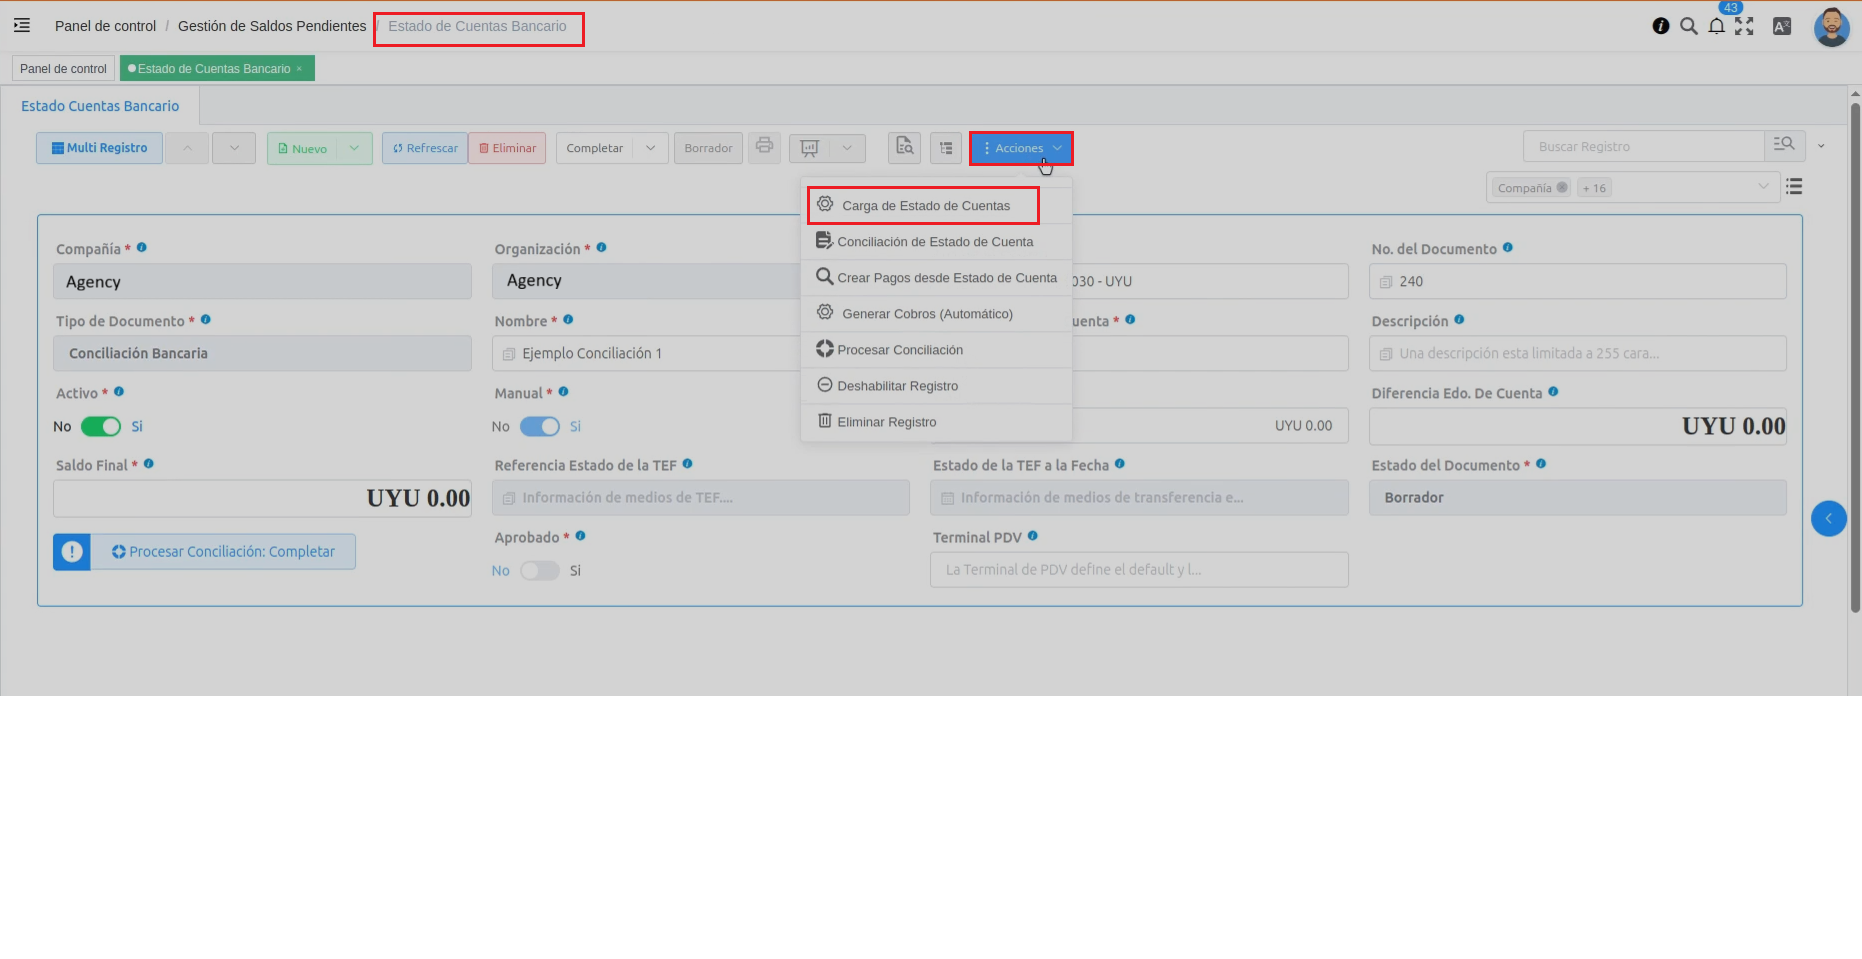 Panel de control / Gestión de Saldos Pendientes / Estado de Cuentas Bancario
43
Panel de control
Estado de Cuentas Bancario ×
Estado Cuentas Bancario
Multi Registro
Nuevo
Refrescar
Eliminar
Completar
Borrador
Acciones
Buscar Registro
Compañía
+ 16
Carga de Estado de Cuentas
Conciliación de Estado de Cuenta
Crear Pagos desde Estado de Cuenta
Generar Cobros (Automático)
Procesar Conciliación
Deshabilitar Registro
Eliminar Registro
Compañía *
Agency
Organización *
Agency
030 - UYU
No. del Documento
240
Tipo de Documento *
Conciliación Bancaria
Nombre *
Ejemplo Conciliación 1
uenta *
Descripción
Una descripción esta limitada a 255 cara...
Activo *
No Si
Manual *
No Si
UYU 0.00
Diferencia Edo. De Cuenta
UYU 0.00
Saldo Final *
UYU 0.00
Referencia Estado de la TEF
Información de medios de TEF....
Estado de la TEF a la Fecha
Información de medios de transferencia e...
Estado del Documento *
Borrador
Procesar Conciliación: Completar
Aprobado *
No Si
Terminal PDV
La Terminal de PDV define el default y l...